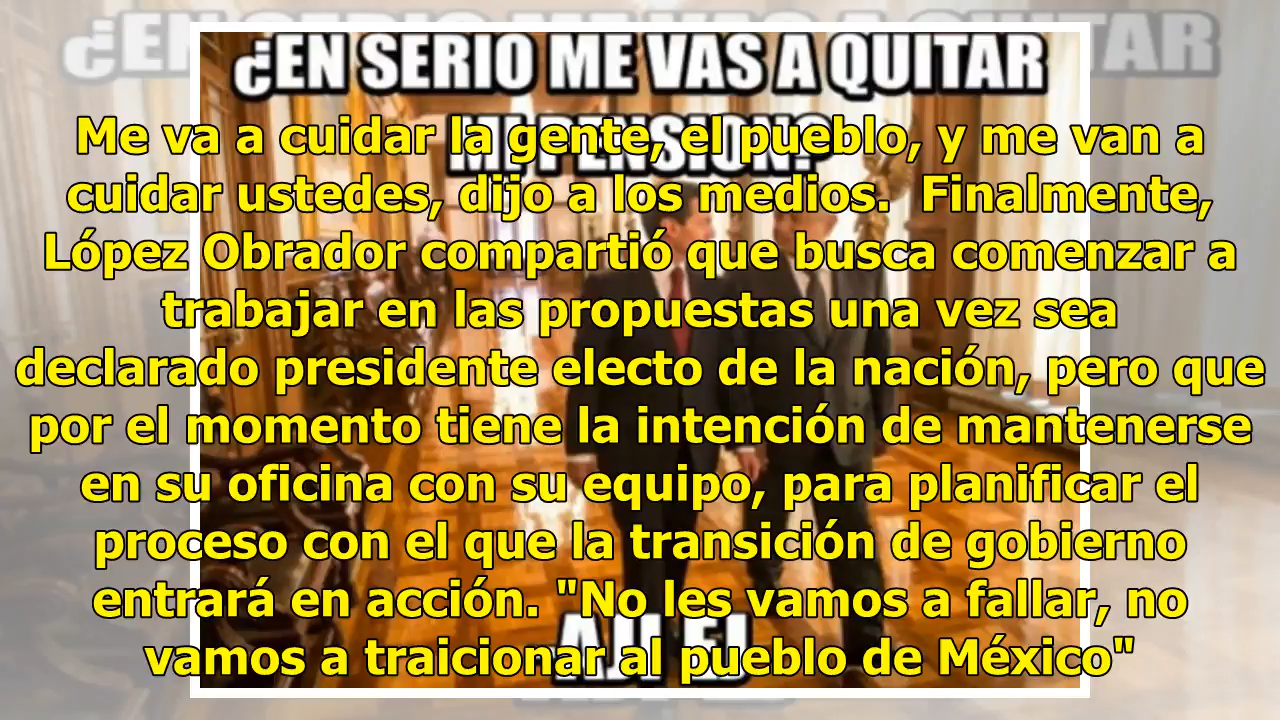 ¿EN SERIO ME VAS A QUITAR
MI PENSIÓN?
Me va a cuidar la gente, el pueblo, y me van a
cuidar ustedes, dijo a los medios.  Finalmente,
López Obrador compartió que busca comenzar a
trabajar en las propuestas una vez sea
declarado presidente electo de la nación, pero que
por el momento tiene la intención de mantenerse
en su oficina con su equipo, para planificar el
proceso con el que la transición de gobierno
entrará en acción. "No les vamos a fallar, no
vamos a traicionar al pueblo de México"